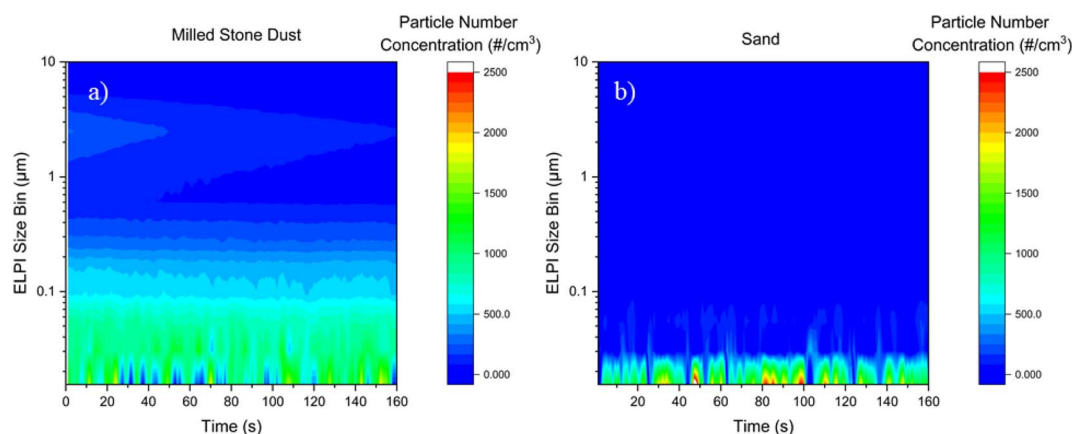 Milled Stone Dust
Particle Number
Concentration (#/cm³)
a)
10
1
0.1
ELPI Size Bin (µm)
0 20 40 60 80 100 120 140 160
Time (s)
2500
2000
1500
1000
500.0
0.000
Sand
Particle Number
Concentration (#/cm³)
b)
10
1
0.1
ELPI Size Bin (µm)
20 40 60 80 100 120 140 160
Time (s)
2500
2000
1500
1000
500.0
0.000